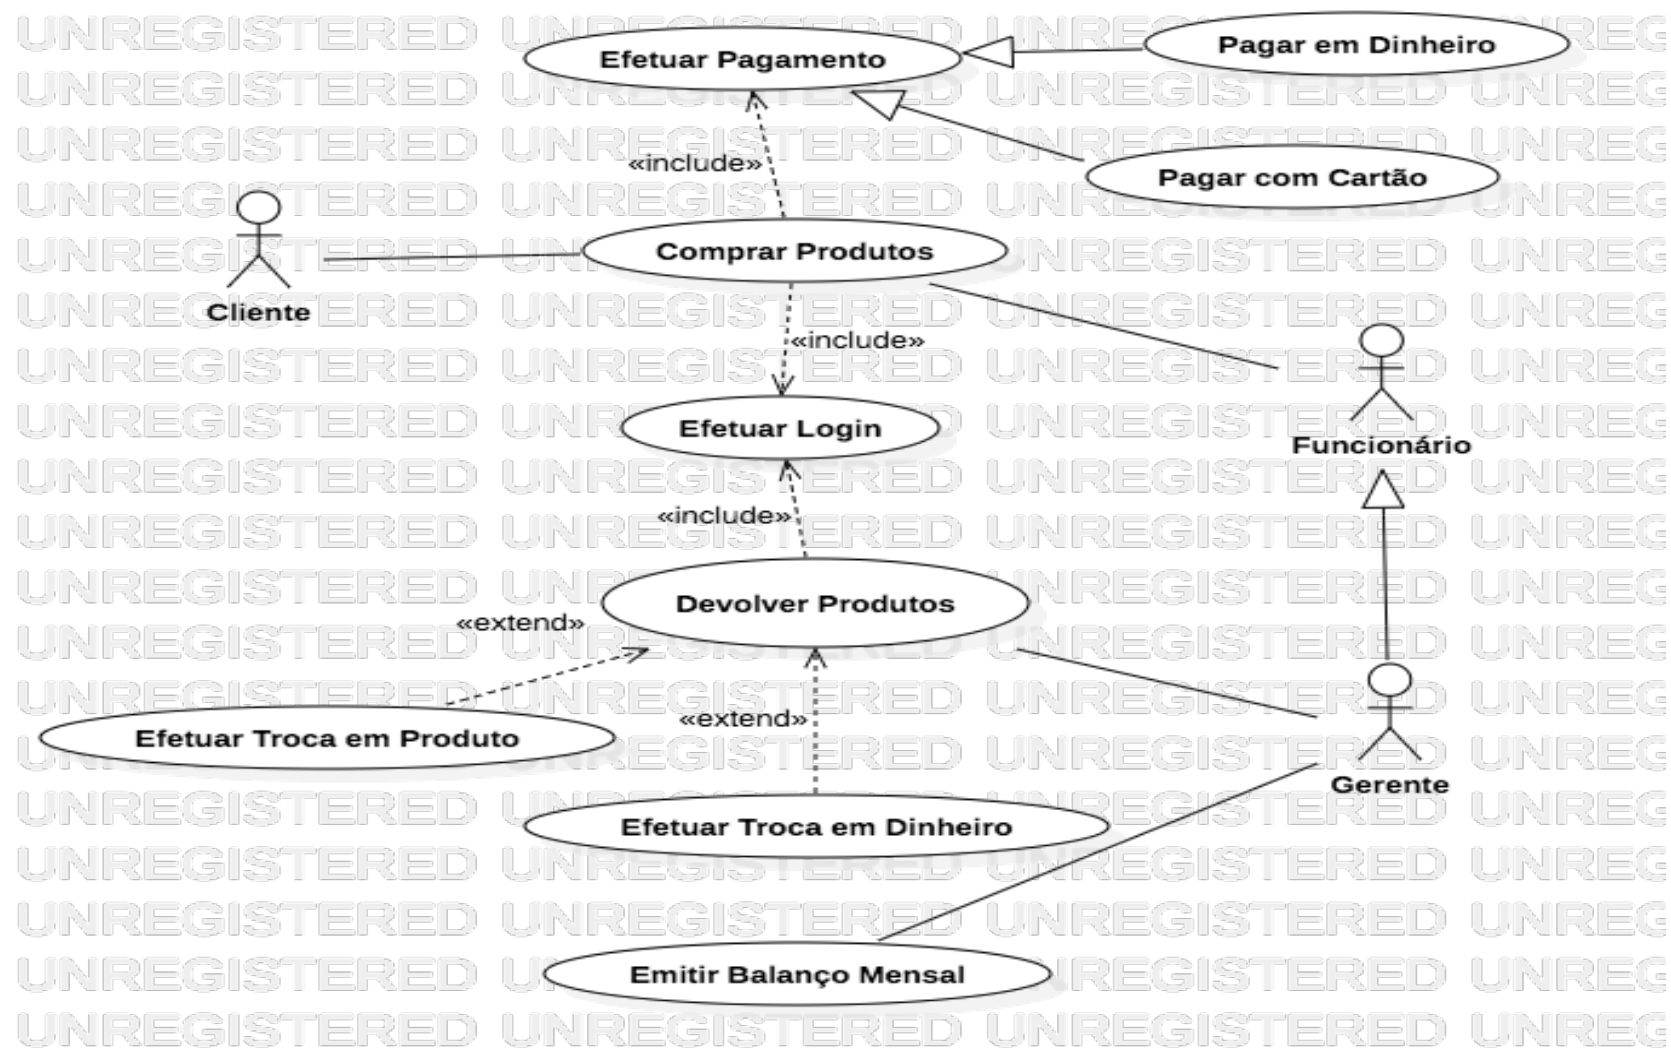 Efetuar Pagamento
Pagar em Dinheiro
«include»
Pagar com Cartão
Comprar Produtos
Cliente
«include»
Efetuar Login
Funcionário
«include»
Devolver Produtos
«extend»
«extend»
Efetuar Troca em Produto
Gerente
Efetuar Troca em Dinheiro
Emitir Balanço Mensal
UNREGISTERED